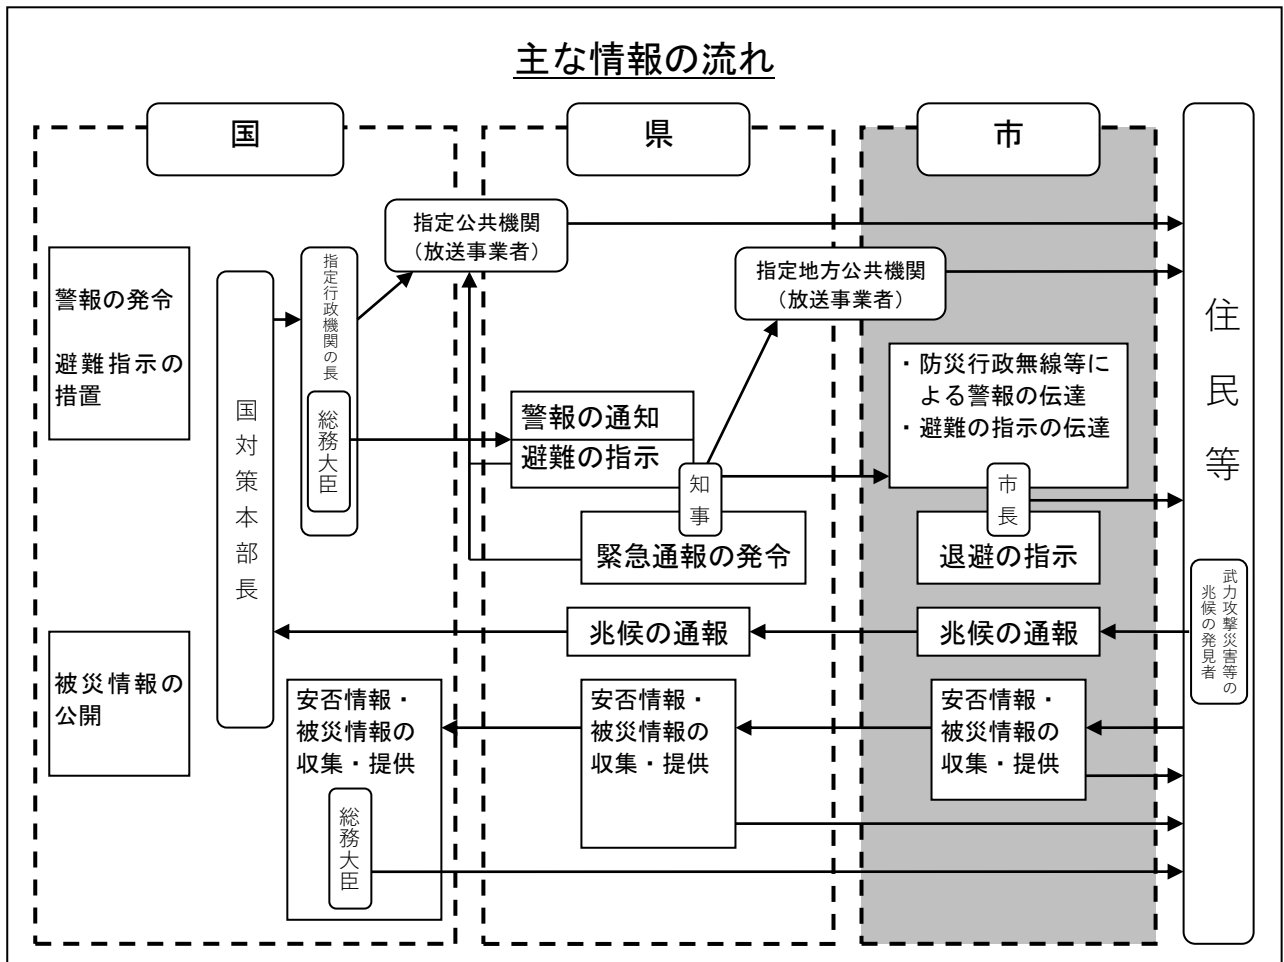 主な情報の流れ
国
県
市
指定公共機関
（放送事業者）
指定地方公共機関
（放送事業者）
警報の発令
避難指示の
措置
国対策本部長
指定行政機関の長
総務大臣
警報の通知
避難の指示
知事
緊急通報の発令
・防災行政無線等に
よる警報の伝達
・避難の指示の伝達
市長
退避の指示
住民等
武力攻撃災害等の
兆候の発見者
兆候の通報
兆候の通報
被災情報の
公開
安否情報・
被災情報の
収集・提供
総務大臣
安否情報・
被災情報の
収集・提供
安否情報・
被災情報の
収集・提供